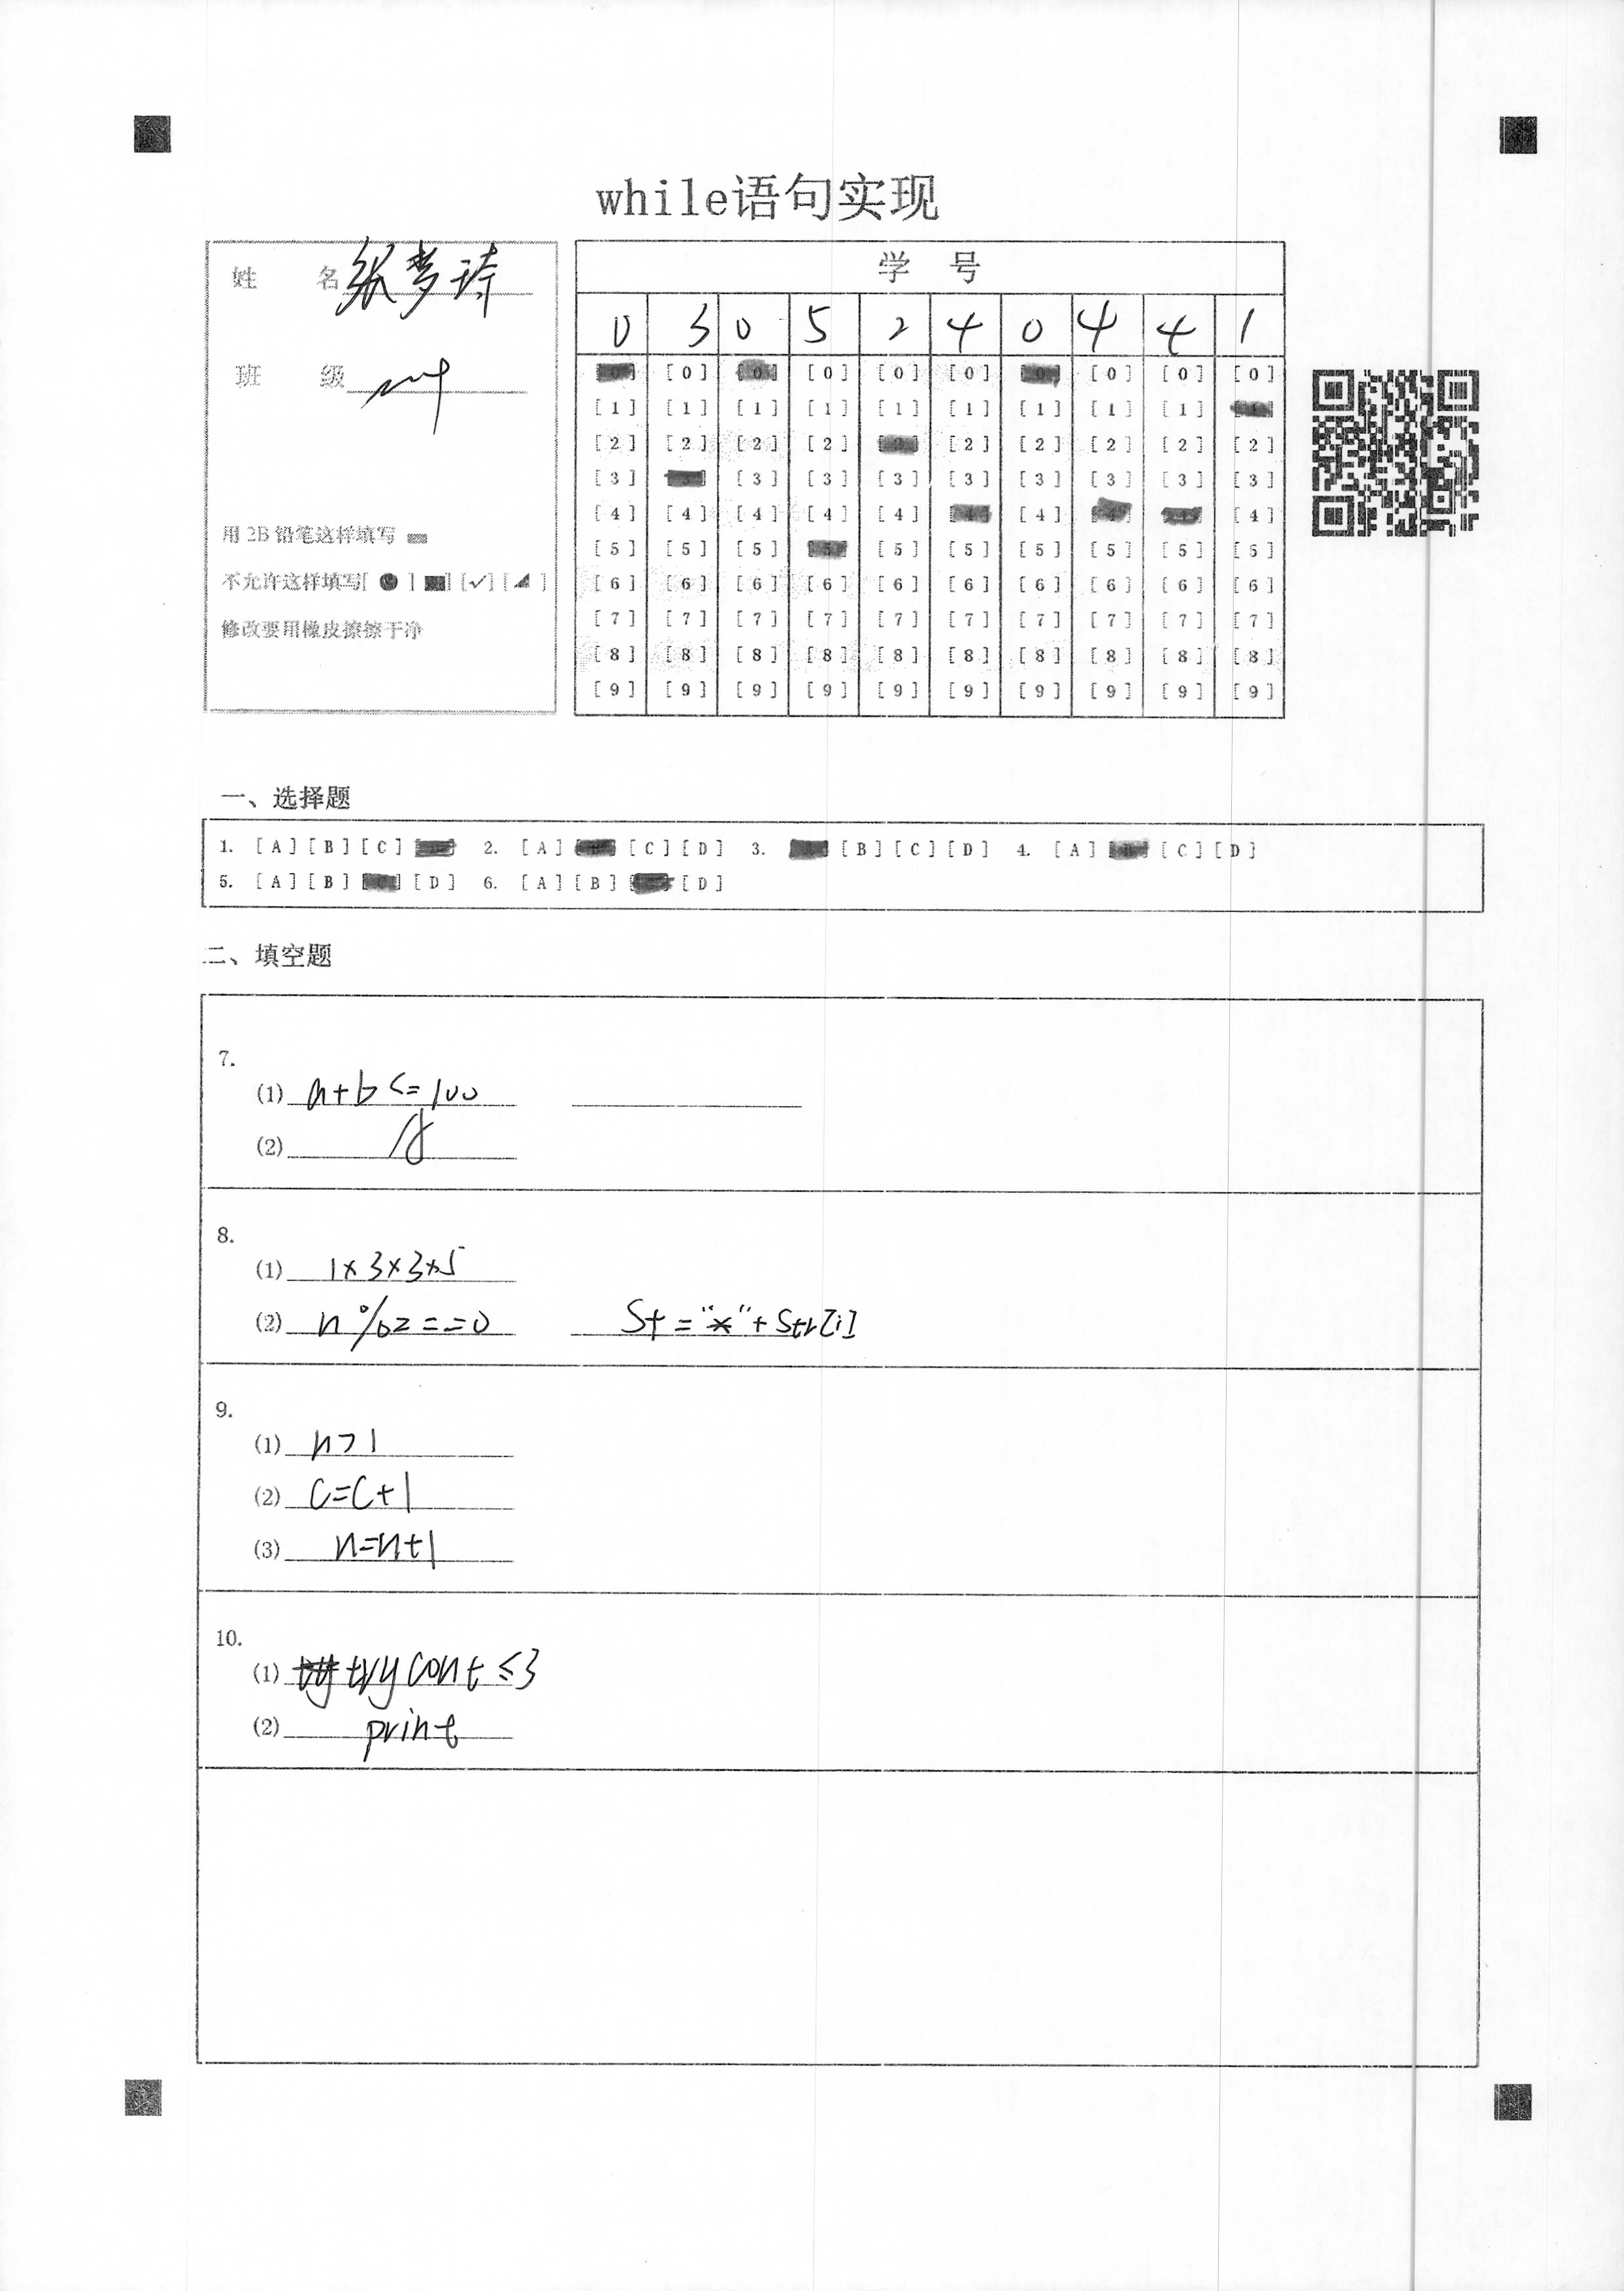 while语句实现
姓 名 张梦琦
班 级
用 2B 铅笔这样填写
不允许这样填写[ ● ] [■] [✓] [◢ ]
修改要用橡皮擦擦干净
学 号
0 3 0 5 2 4 0 4 4 1
[0] [0] [0] [0] [0] [0] [0] [0] [0] [0]
[1] [1] [1] [1] [1] [1] [1] [1] [1]
[2] [2] [2] [2] [2] [2] [2] [2] [2]
[3] [3] [3] [3] [3] [3] [3] [3] [3]
[4] [4] [4] [4] [4] [4] [4] [4]
[5] [5] [5] [5] [5] [5] [5] [5] [5] [5]
[6] [6] [6] [6] [6] [6] [6] [6] [6] [6]
[7] [7] [7] [7] [7] [7] [7] [7] [7] [7]
[8] [8] [8] [8] [8] [8] [8] [8] [8] [8]
[9] [9] [9] [9] [9] [9] [9] [9] [9] [9]
一、选择题
1. [A] [B] [C] 2. [A] [C] [D] 3. [B] [C] [D] 4. [A] [C] [D]
5. [A] [B] [D] 6. [A] [B] [D]
二、填空题
7.
(1) a+b<=100
(2)
8.
(1) 1×3×3×5
(2) n%2==0 St="*"+Str[i]
9.
(1) n>1
(2) c=c+1
(3) n=n+1
10.
(1) trycont≤3
(2) print